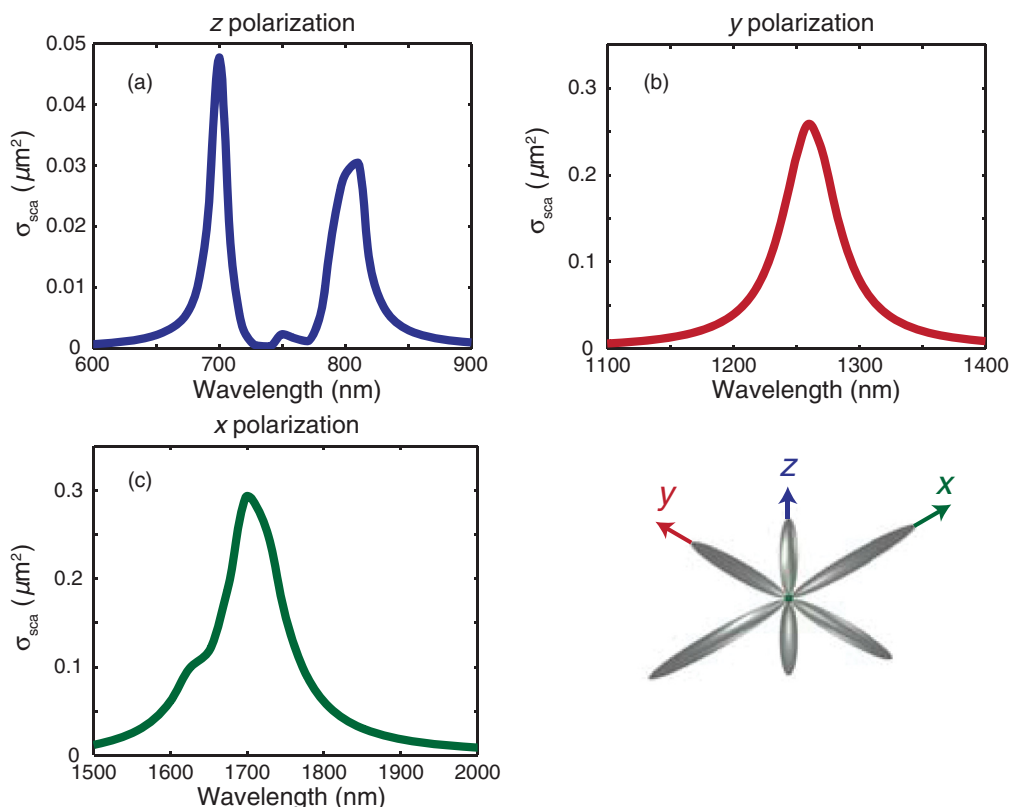 z polarization
(a)
0.05
0.04
0.03
0.02
0.01
0
σsca (μm²)
600
700
800
900
Wavelength (nm)
y polarization
(b)
0.3
0.2
0.1
0
σsca (μm²)
1100
1200
1300
1400
Wavelength (nm)
x polarization
(c)
0.3
0.2
0.1
0
σsca (μm²)
1500
1600
1700
1800
1900
2000
Wavelength (nm)
z
y
x